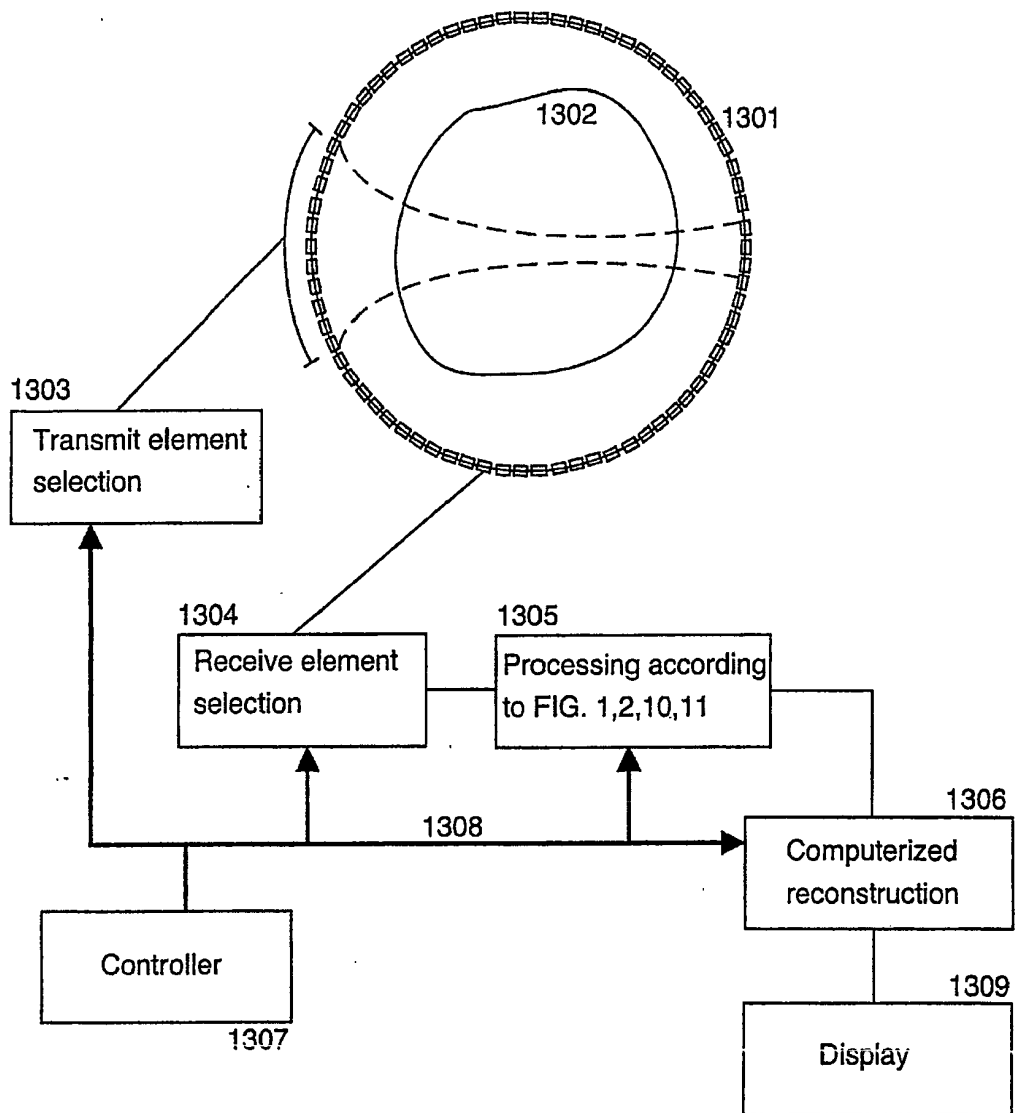 1302
1301
1303
Transmit element
selection
1304
Receive element
selection
1305
Processing according
to FIG. 1,2,10,11
1308
1306
Computerized
reconstruction
Controller
1307
1309
Display